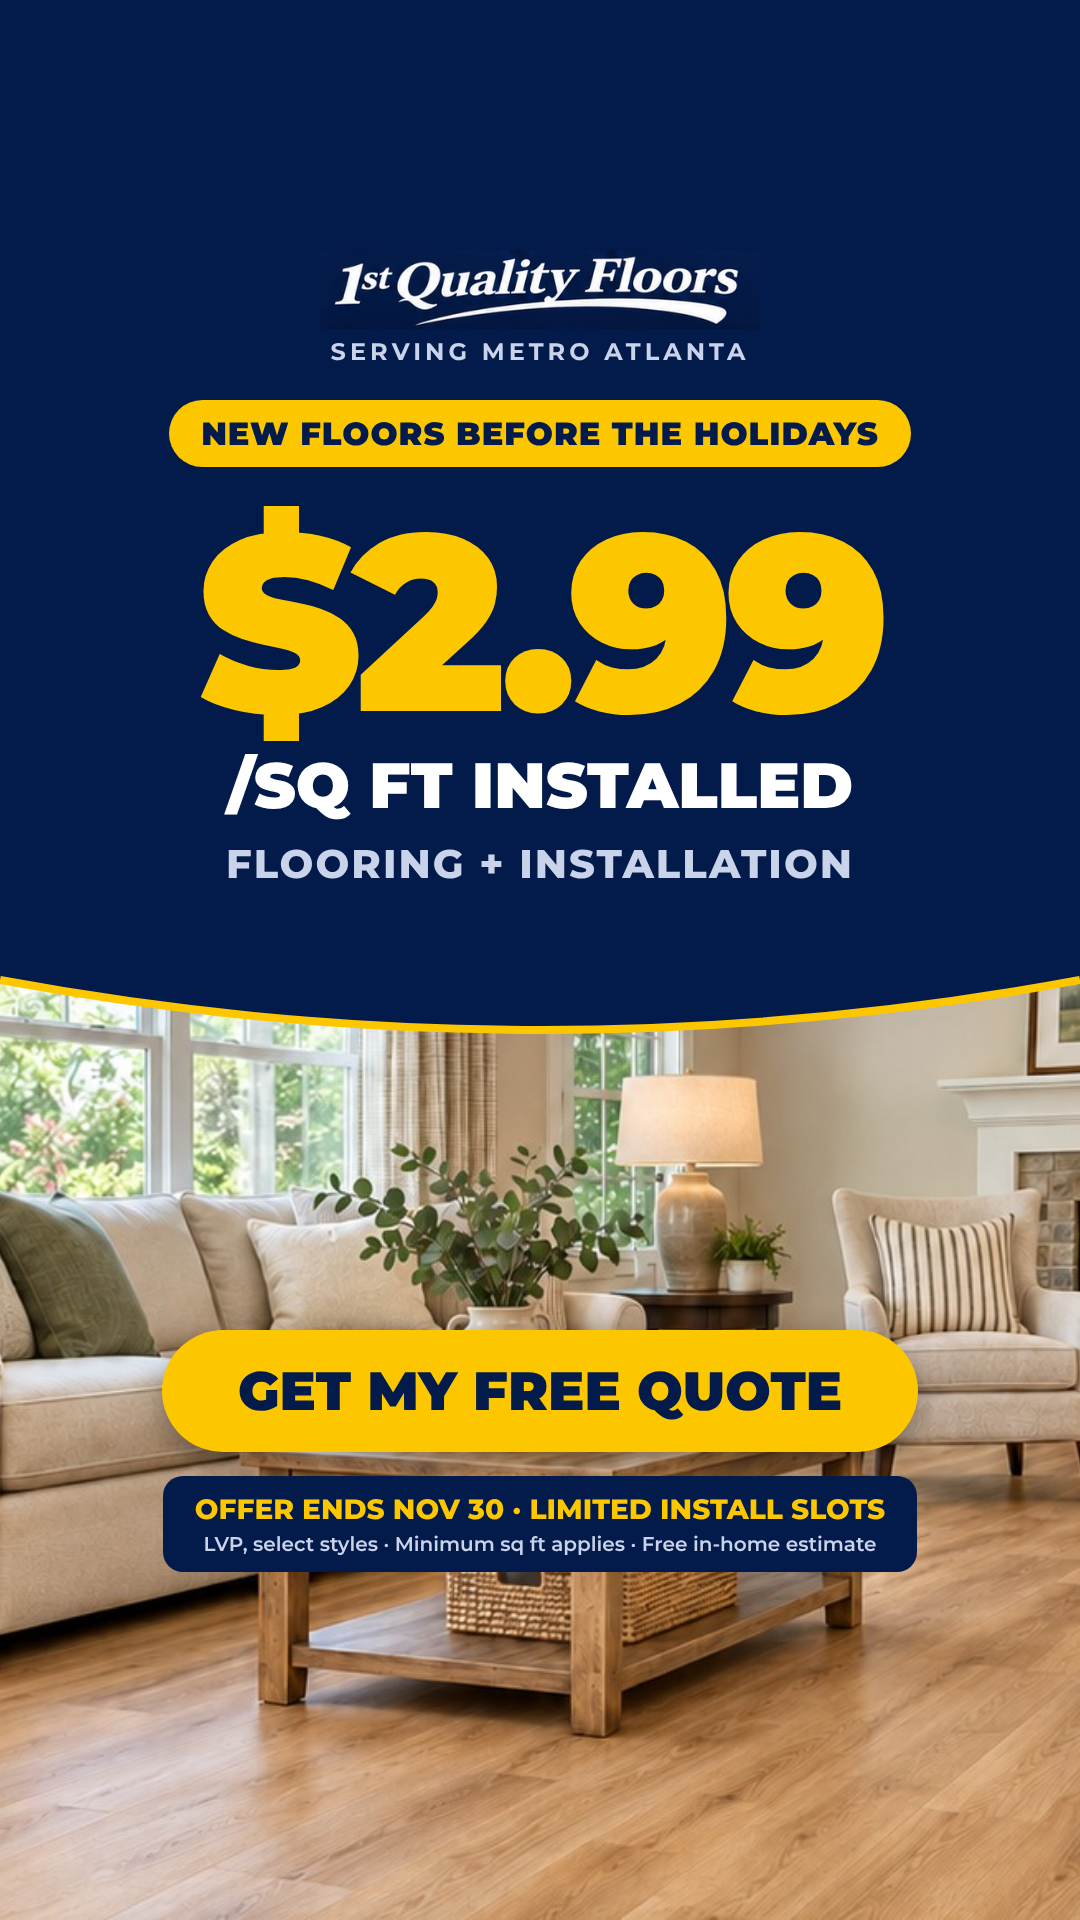 1st Quality Floors
SERVING METRO ATLANTA
NEW FLOORS BEFORE THE HOLIDAYS
$2.99
/SQ FT INSTALLED
FLOORING + INSTALLATION
GET MY FREE QUOTE
OFFER ENDS NOV 30 · LIMITED INSTALL SLOTS
LVP, select styles · Minimum sq ft applies · Free in-home estimate